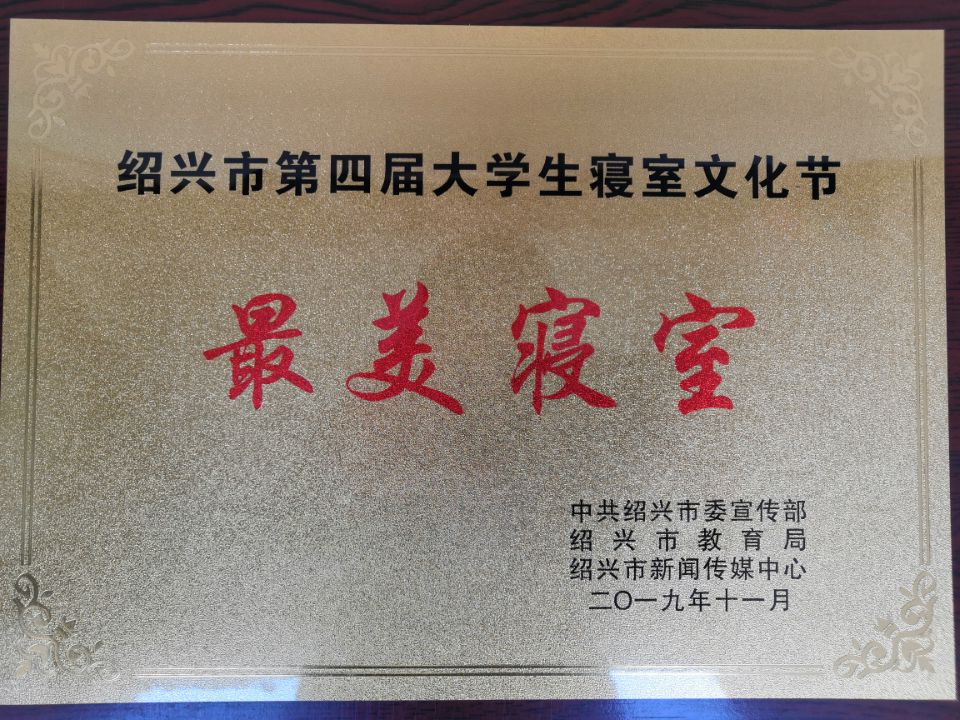 绍兴市第四届大学生寝室文化节
最美寝室
中共绍兴市委宣传部
绍兴市教育局
绍兴市新闻传媒中心
二〇一九年十一月